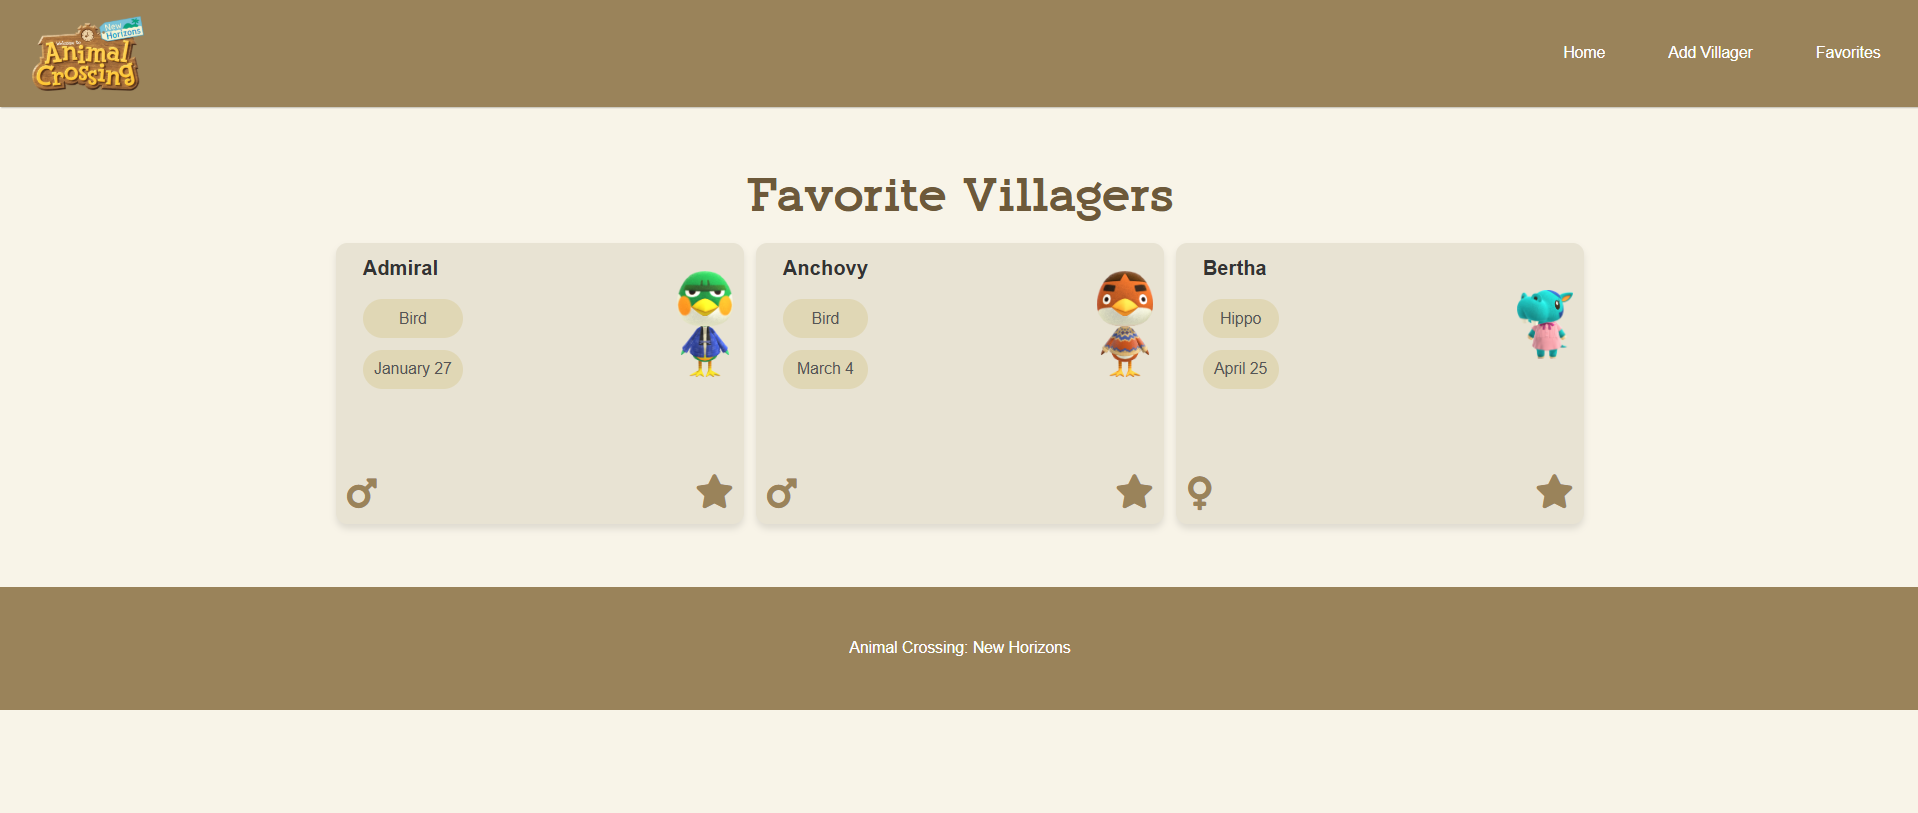 New
Horizons
Welcome to
Animal
Crossing
Home
Add Villager
Favorites
Favorite Villagers
Admiral
Bird
January 27
Anchovy
Bird
March 4
Bertha
Hippo
April 25
Animal Crossing: New Horizons